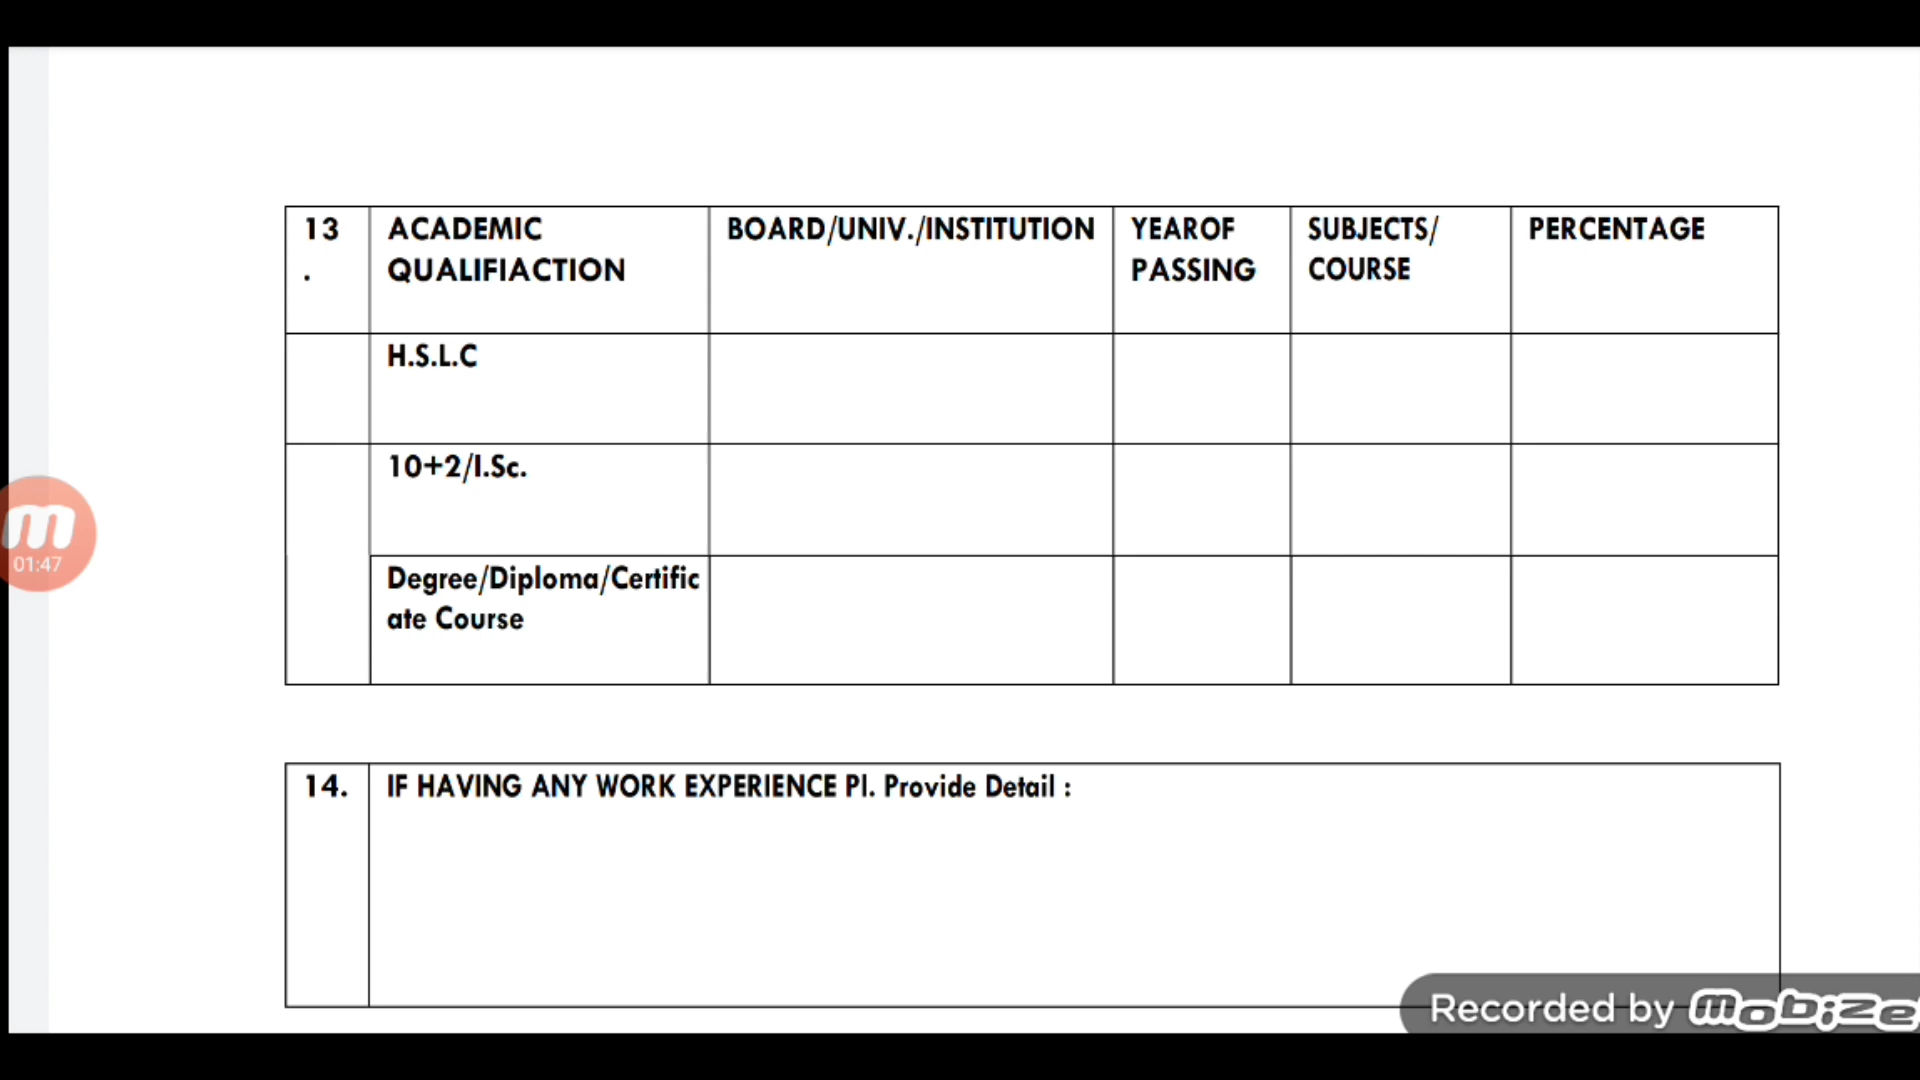 13 ACADEMIC BOARD/UNIV./INSTITUTION YEAROF SUBJECTS/ PERCENTAGE
. QUALIFIACTION PASSING COURSE
H.S.L.C
10+2/I.Sc.
m
01:47
Degree/Diploma/Certific
ate Course
14. IF HAVING ANY WORK EXPERIENCE Pl. Provide Detail :
Recorded by mobize